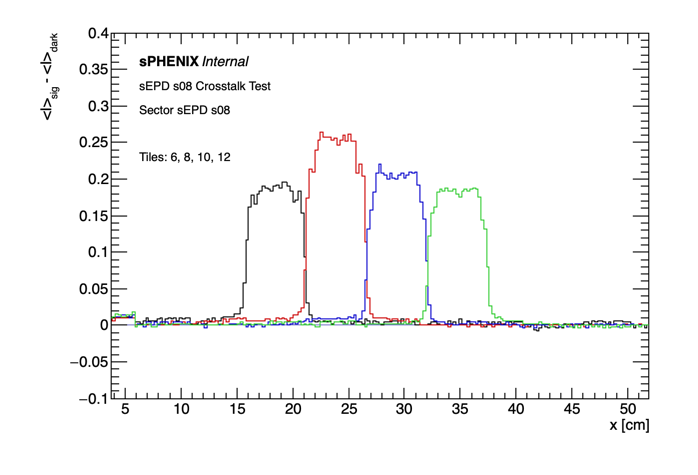 <I>sig - <I>dark
0.4
0.35
0.3
0.25
0.2
0.15
0.1
0.05
0
−0.05
−0.1
sPHENIX Internal
sEPD s08 Crosstalk Test
Sector sEPD s08
Tiles: 6, 8, 10, 12
5 10 15 20 25 30 35 40 45 50
x [cm]